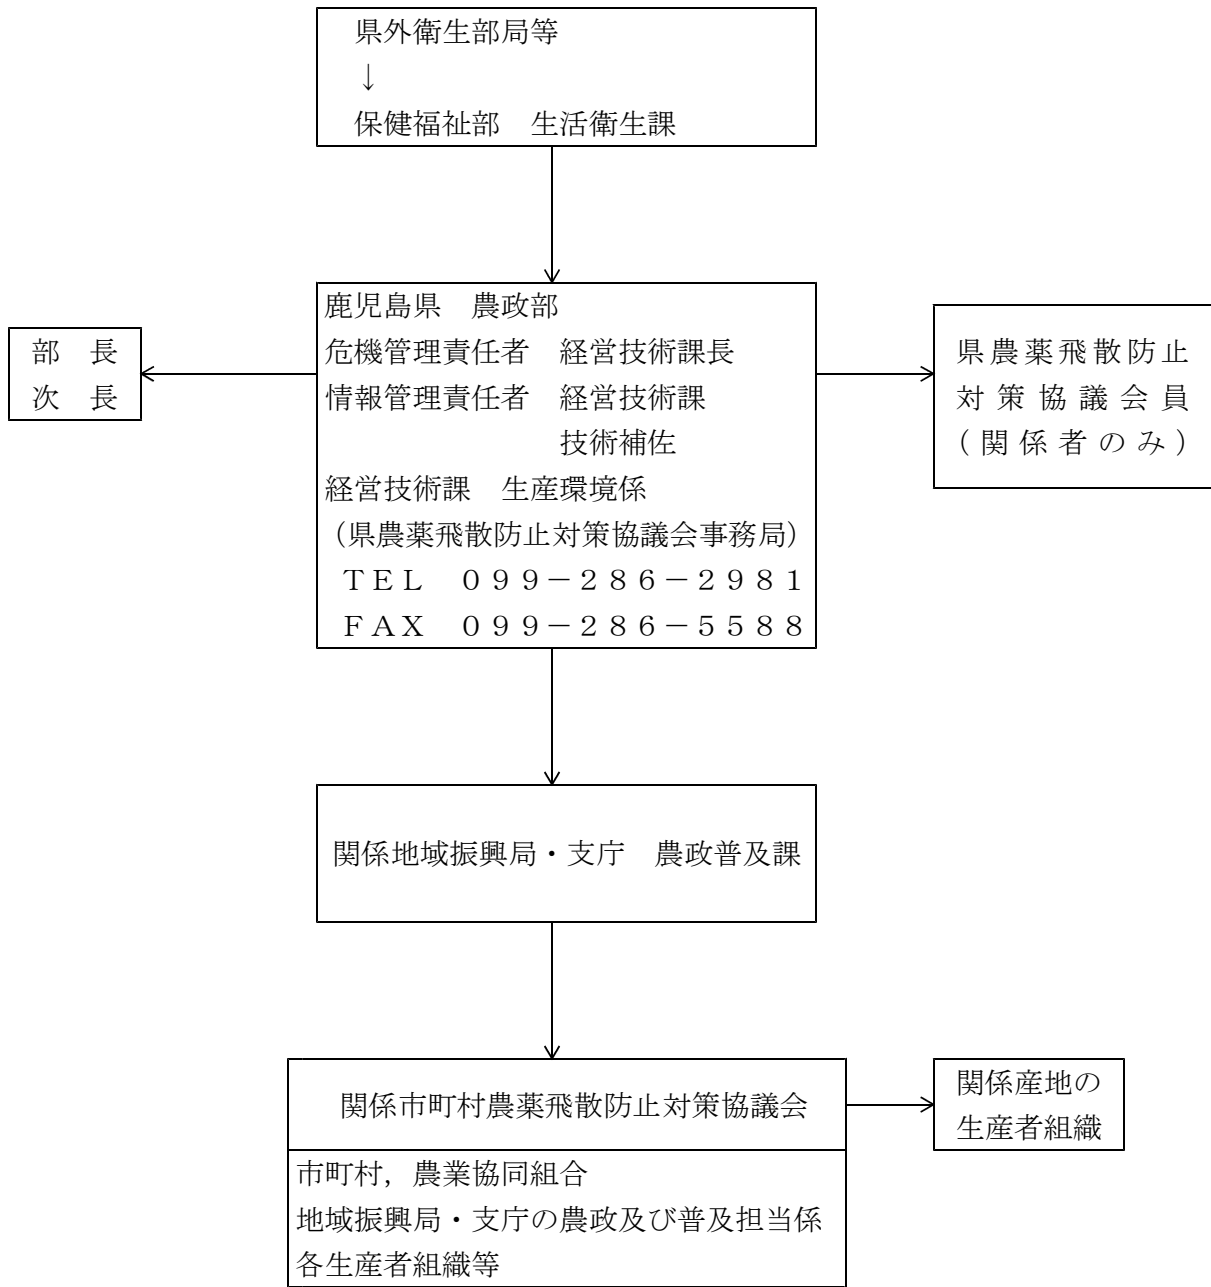 県外衛生部局等
↓
保健福祉部　生活衛生課
鹿児島県　農政部
危機管理責任者　経営技術課長
情報管理責任者　経営技術課
技術補佐
経営技術課　生産環境係
（県農薬飛散防止対策協議会事務局）
ＴＥＬ　０９９－２８６－２９８１
ＦＡＸ　０９９－２８６－５５８８
部　長
次　長
県農薬飛散防止
対策協議会員
（関係者のみ）
関係地域振興局・支庁　農政普及課
関係市町村農薬飛散防止対策協議会
市町村，農業協同組合
地域振興局・支庁の農政及び普及担当係
各生産者組織等
関係産地の
生産者組織